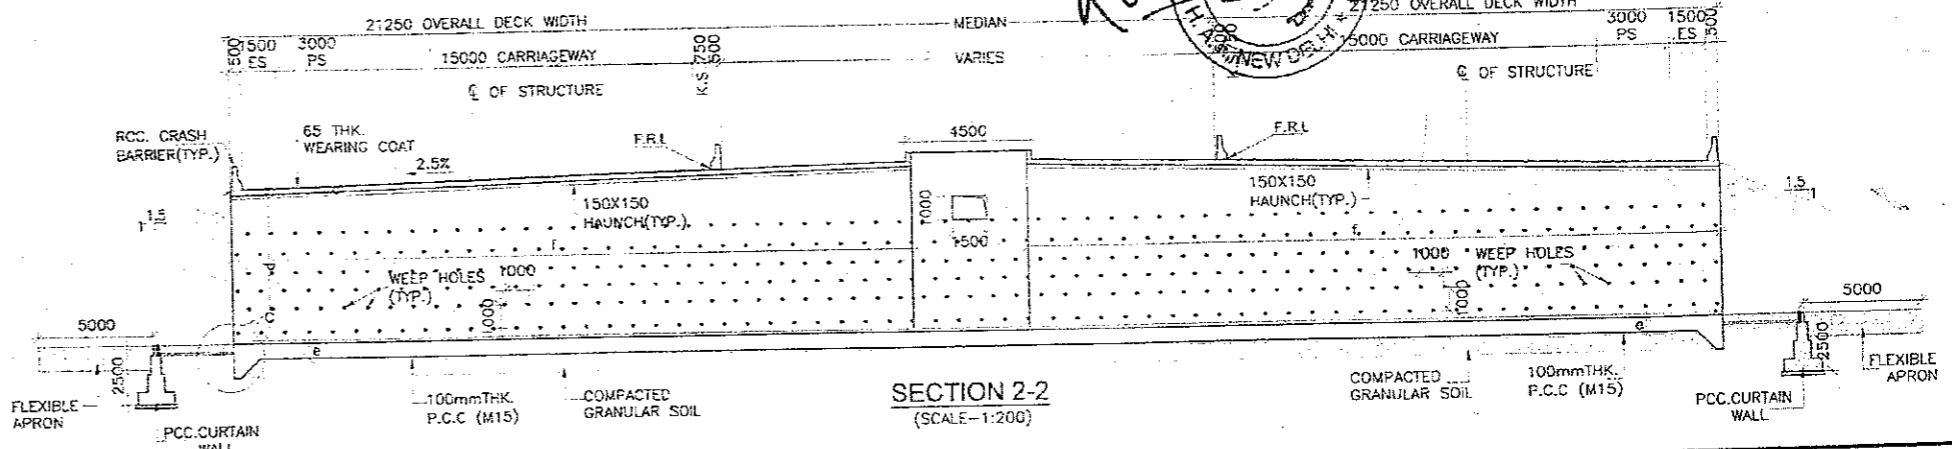 21250 OVERALL DECK WIDTH
MEDIAN
21250 OVERALL DECK WIDTH
500
1500
ES
3000
PS
15000 CARRIAGEWAY
K.S 750
500
VARIES
15000 CARRIAGEWAY
3000
PS
1500
ES
500
℄ OF STRUCTURE
℄ OF STRUCTURE
NEW DELHI
RCC. CRASH
BARRIER(TYP.)
65 THK.
WEARING COAT
2.5%
F.R.L
4500
F.R.L
1.5
1
150X150
HAUNCH(TYP.)
1000
1500
150X150
HAUNCH(TYP.)
1.5
1
f
f
d
WEEP HOLES
(TYP.)
1000
1000
1000
WEEP HOLES
(TYP.)
1000
C
5000
5000
e
e
2500
2500
FLEXIBLE
APRON
PCC.CURTAIN
WALL
100mmTHK.
P.C.C (M15)
COMPACTED
GRANULAR SOIL
SECTION 2-2
(SCALE-1:200)
COMPACTED
GRANULAR SOIL
100mmTHK.
P.C.C (M15)
PCC.CURTAIN
WALL
FLEXIBLE
APRON